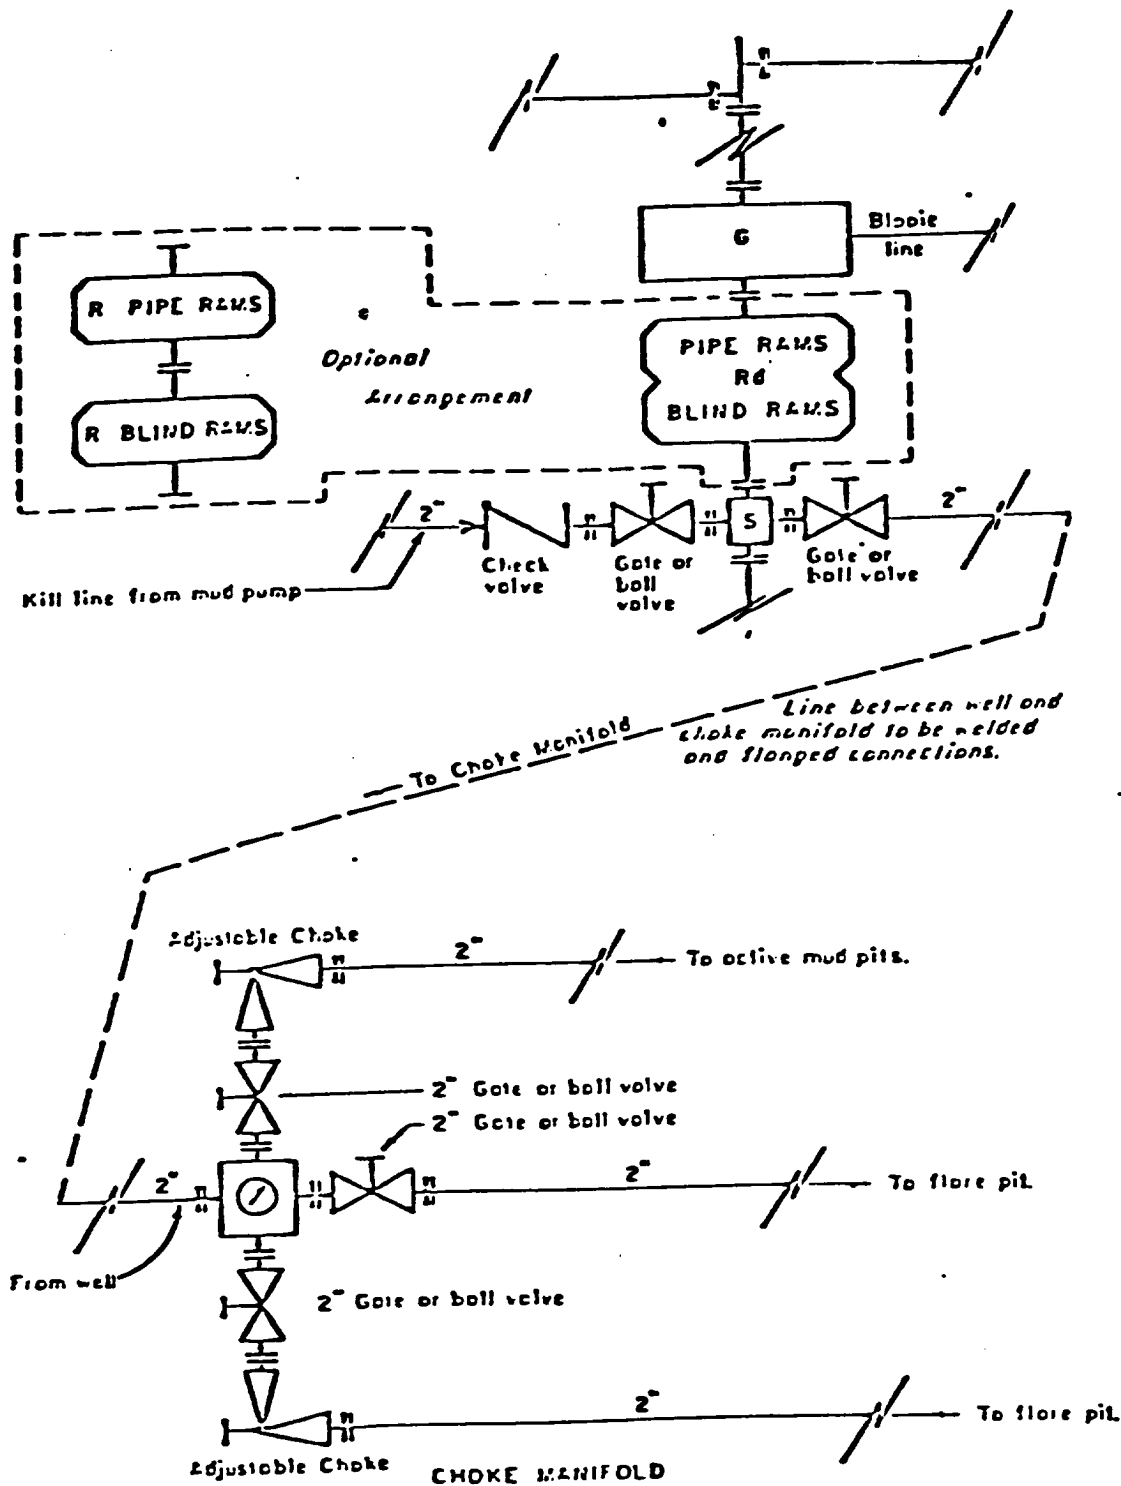 G
Blooie
line
R PIPE RAMS
Optional
Arrangement
R BLIND RAMS
PIPE RAMS
Rd
BLIND RAMS
2"
S
2"
Check
valve
Gate or
ball
valve
Gate or
ball valve
Kill line from mud pump
Line between well and
choke manifold to be welded
and flanged connections.
To Choke Manifold
Adjustable Choke
2"
To active mud pits.
2" Gate or ball valve
2" Gate or ball valve
2"
2"
To flare pit.
From well
2" Gate or ball valve
2"
To flare pit.
Adjustable Choke
CHOKE MANIFOLD